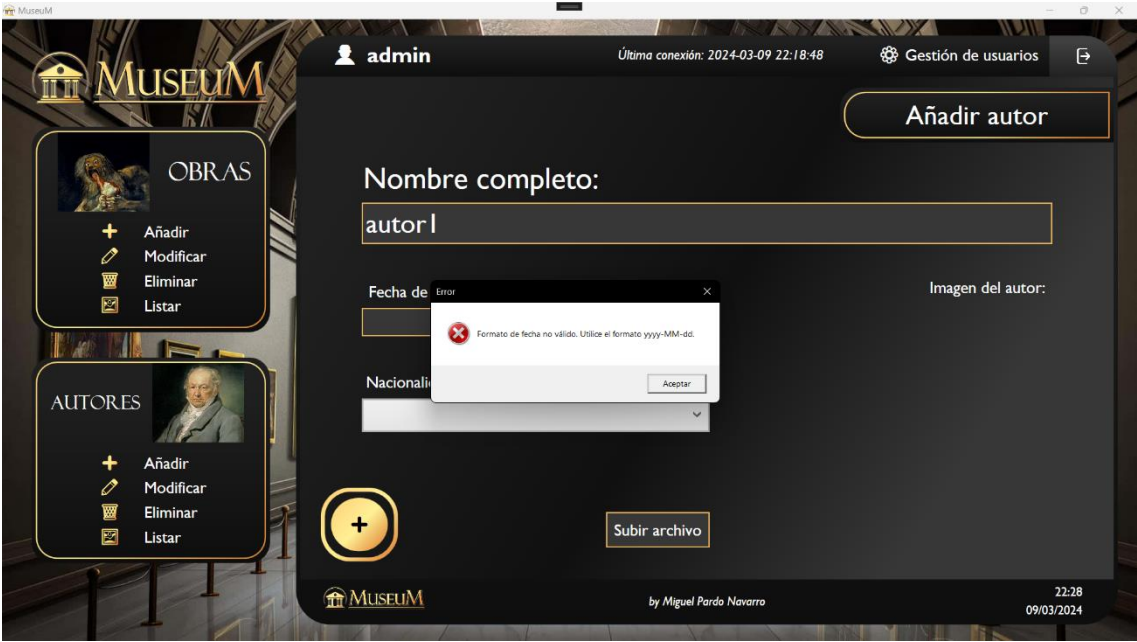 MuseuM
MUSEUM
admin
Última conexión: 2024-03-09 22:18:48
Gestión de usuarios
Añadir autor
OBRAS
Añadir
Modificar
Eliminar
Listar
AUTORES
Añadir
Modificar
Eliminar
Listar
Nombre completo:
autor1
Fecha de
Imagen del autor:
Error
Formato de fecha no válido. Utilice el formato yyyy-MM-dd.
Aceptar
Nacionali
+
Subir archivo
MUSEUM
by Miguel Pardo Navarro
22:28
09/03/2024